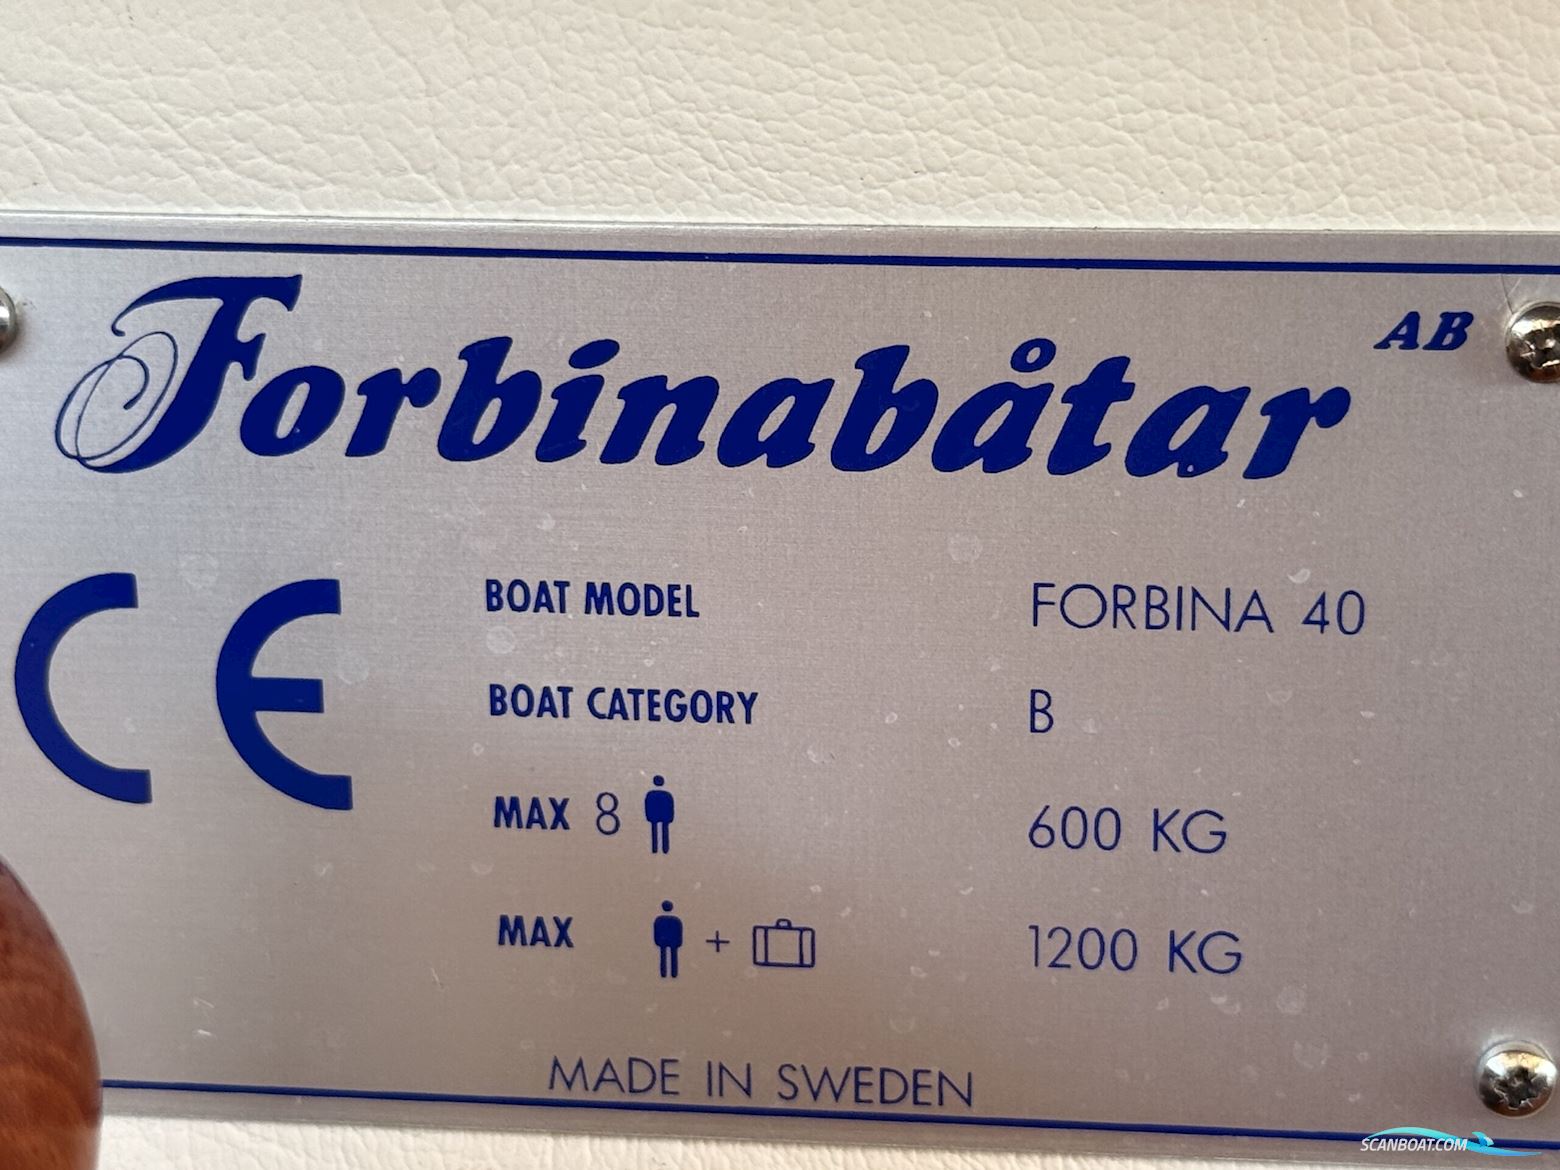 Forbinabåtar AB
CE
BOAT MODEL FORBINA 40
BOAT CATEGORY B
MAX 8 600 KG
MAX + 1200 KG
MADE IN SWEDEN
SCANBOAT.COM